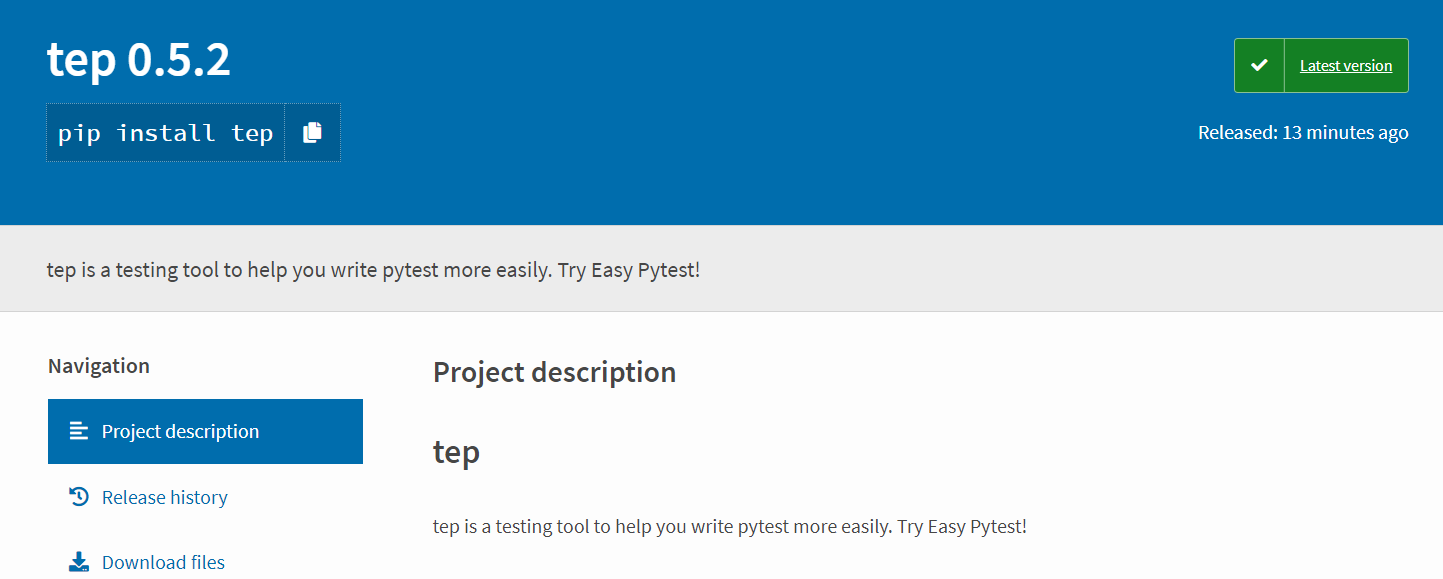 tep 0.5.2
Latest version
pip install tep
Released: 13 minutes ago
tep is a testing tool to help you write pytest more easily. Try Easy Pytest!
Navigation
Project description
Release history
Download files
Project description
tep
tep is a testing tool to help you write pytest more easily. Try Easy Pytest!